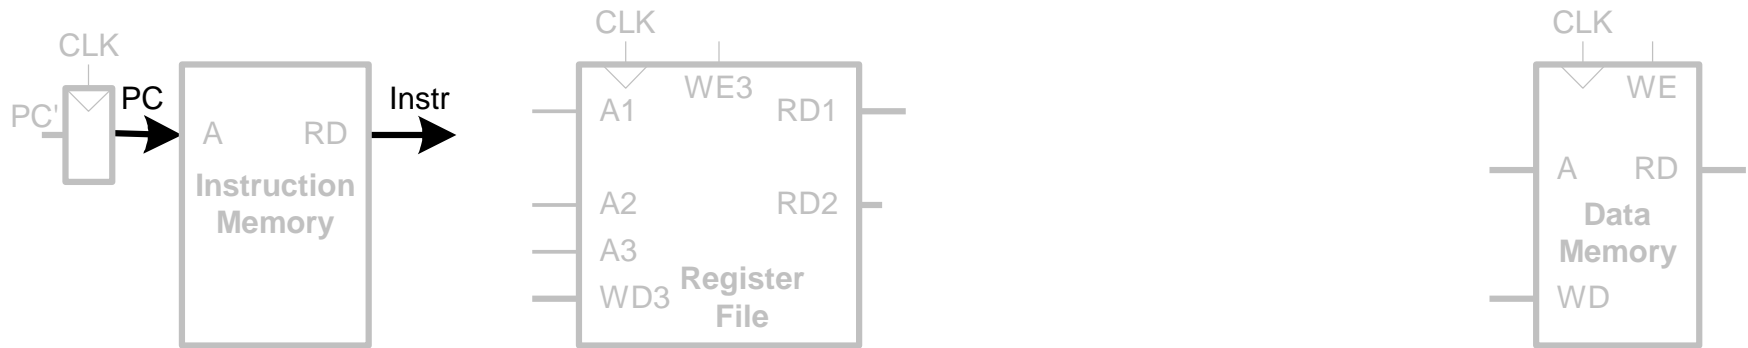 CLK
PC'
PC
A
RD
Instruction
Memory
Instr
CLK
WE3
A1
RD1
A2
RD2
A3
WD3
Register
File
CLK
WE
A
RD
Data
Memory
WD